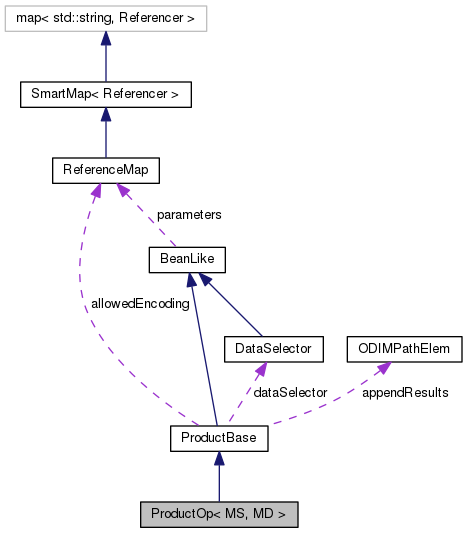 map< std::string, Referencer >
SmartMap< Referencer >
ReferenceMap
parameters
BeanLike
allowedEncoding
DataSelector
ODIMPathElem
dataSelector
appendResults
ProductBase
ProductOp< MS, MD >